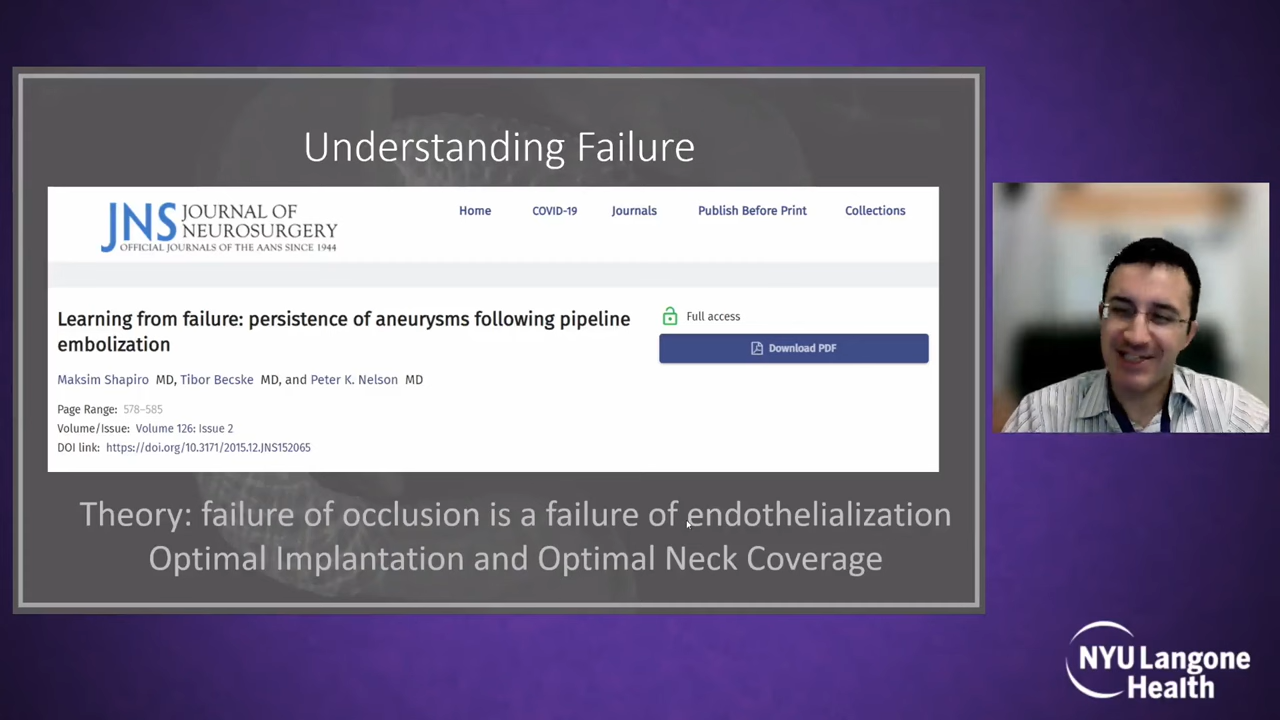 Understanding Failure
JNS JOURNAL OF
NEUROSURGERY
OFFICIAL JOURNALS OF THE AANS SINCE 1944
Home COVID-19 Journals Publish Before Print Collections
Learning from failure: persistence of aneurysms following pipeline
embolization
Full access
Download PDF
Maksim Shapiro MD, Tibor Becske MD, and Peter K. Nelson MD
Page Range: 578–585
Volume/Issue: Volume 126: Issue 2
DOI link: https://doi.org/10.3171/2015.12.JNS152065
Theory: failure of occlusion is a failure of endothelialization
Optimal Implantation and Optimal Neck Coverage
NYU Langone
Health